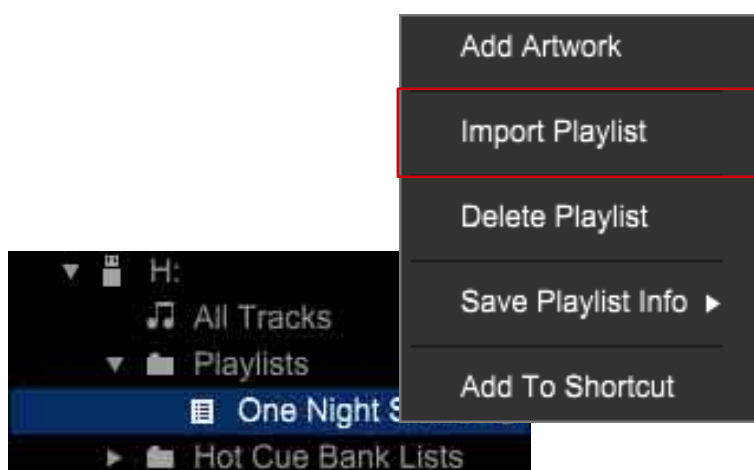 Add Artwork
Import Playlist
Delete Playlist
Save Playlist Info
Add To Shortcut
H:
All Tracks
Playlists
One Night
Hot Cue Bank Lists